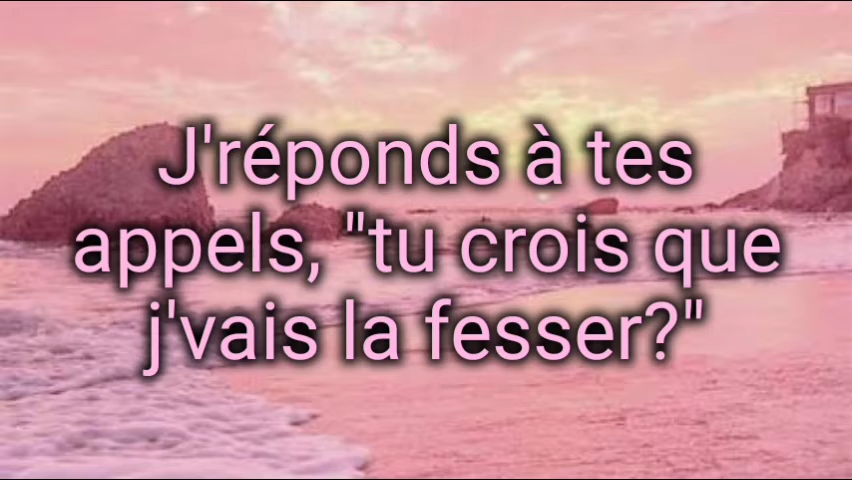 J'réponds à tes
appels, "tu crois que
j'vais la fesser?"